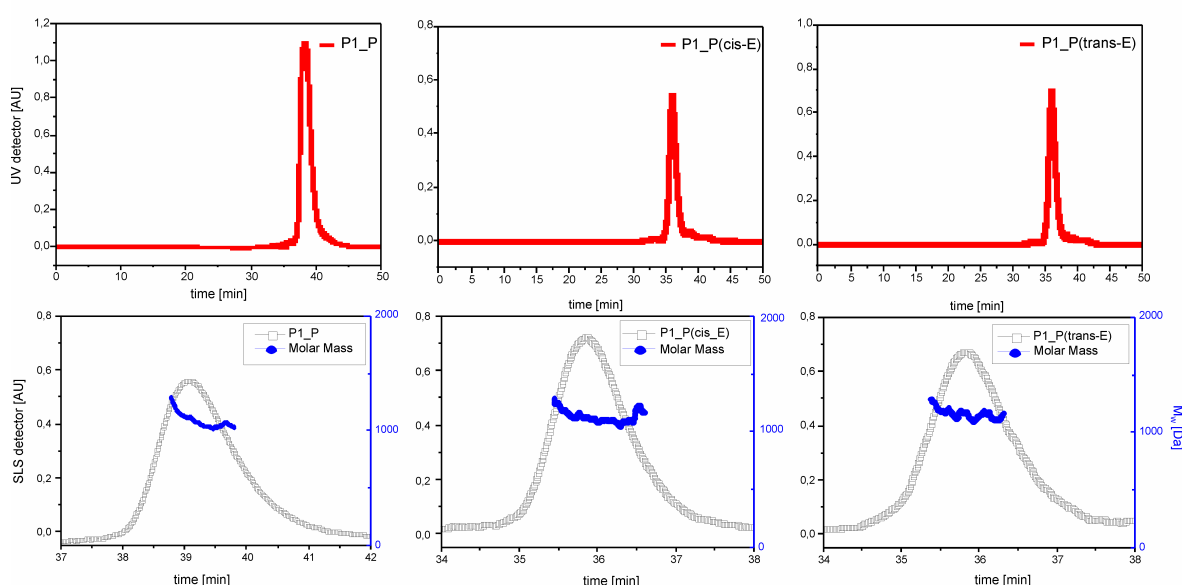 UV detector [AU]
1,2
1,0
0,8
0,6
0,4
0,2
0,0
P1_P
0 10 20 30 40 50
time [min]
0,8
0,6
0,4
0,2
0,0
P1_P(cis-E)
0 5 10 15 20 25 30 35 40 45 50
time [min]
1,0
0,8
0,6
0,4
0,2
0,0
P1_P(trans-E)
0 5 10 15 20 25 30 35 40 45 50
time [min]
SLS detector [AU]
0,8
0,6
0,4
0,2
0,0
P1_P
Molar Mass
2000
1000
0
37 38 39 40 41 42
time [min]
0,8
0,6
0,4
0,2
0,0
P1_P(cis_E)
Molar Mass
2000
1000
0
34 35 36 37 38
time [min]
0,8
0,6
0,4
0,2
0,0
P1_P(trans-E)
Molar Mass
2000
1000
0
Mw [Da]
34 35 36 37 38
time [min]